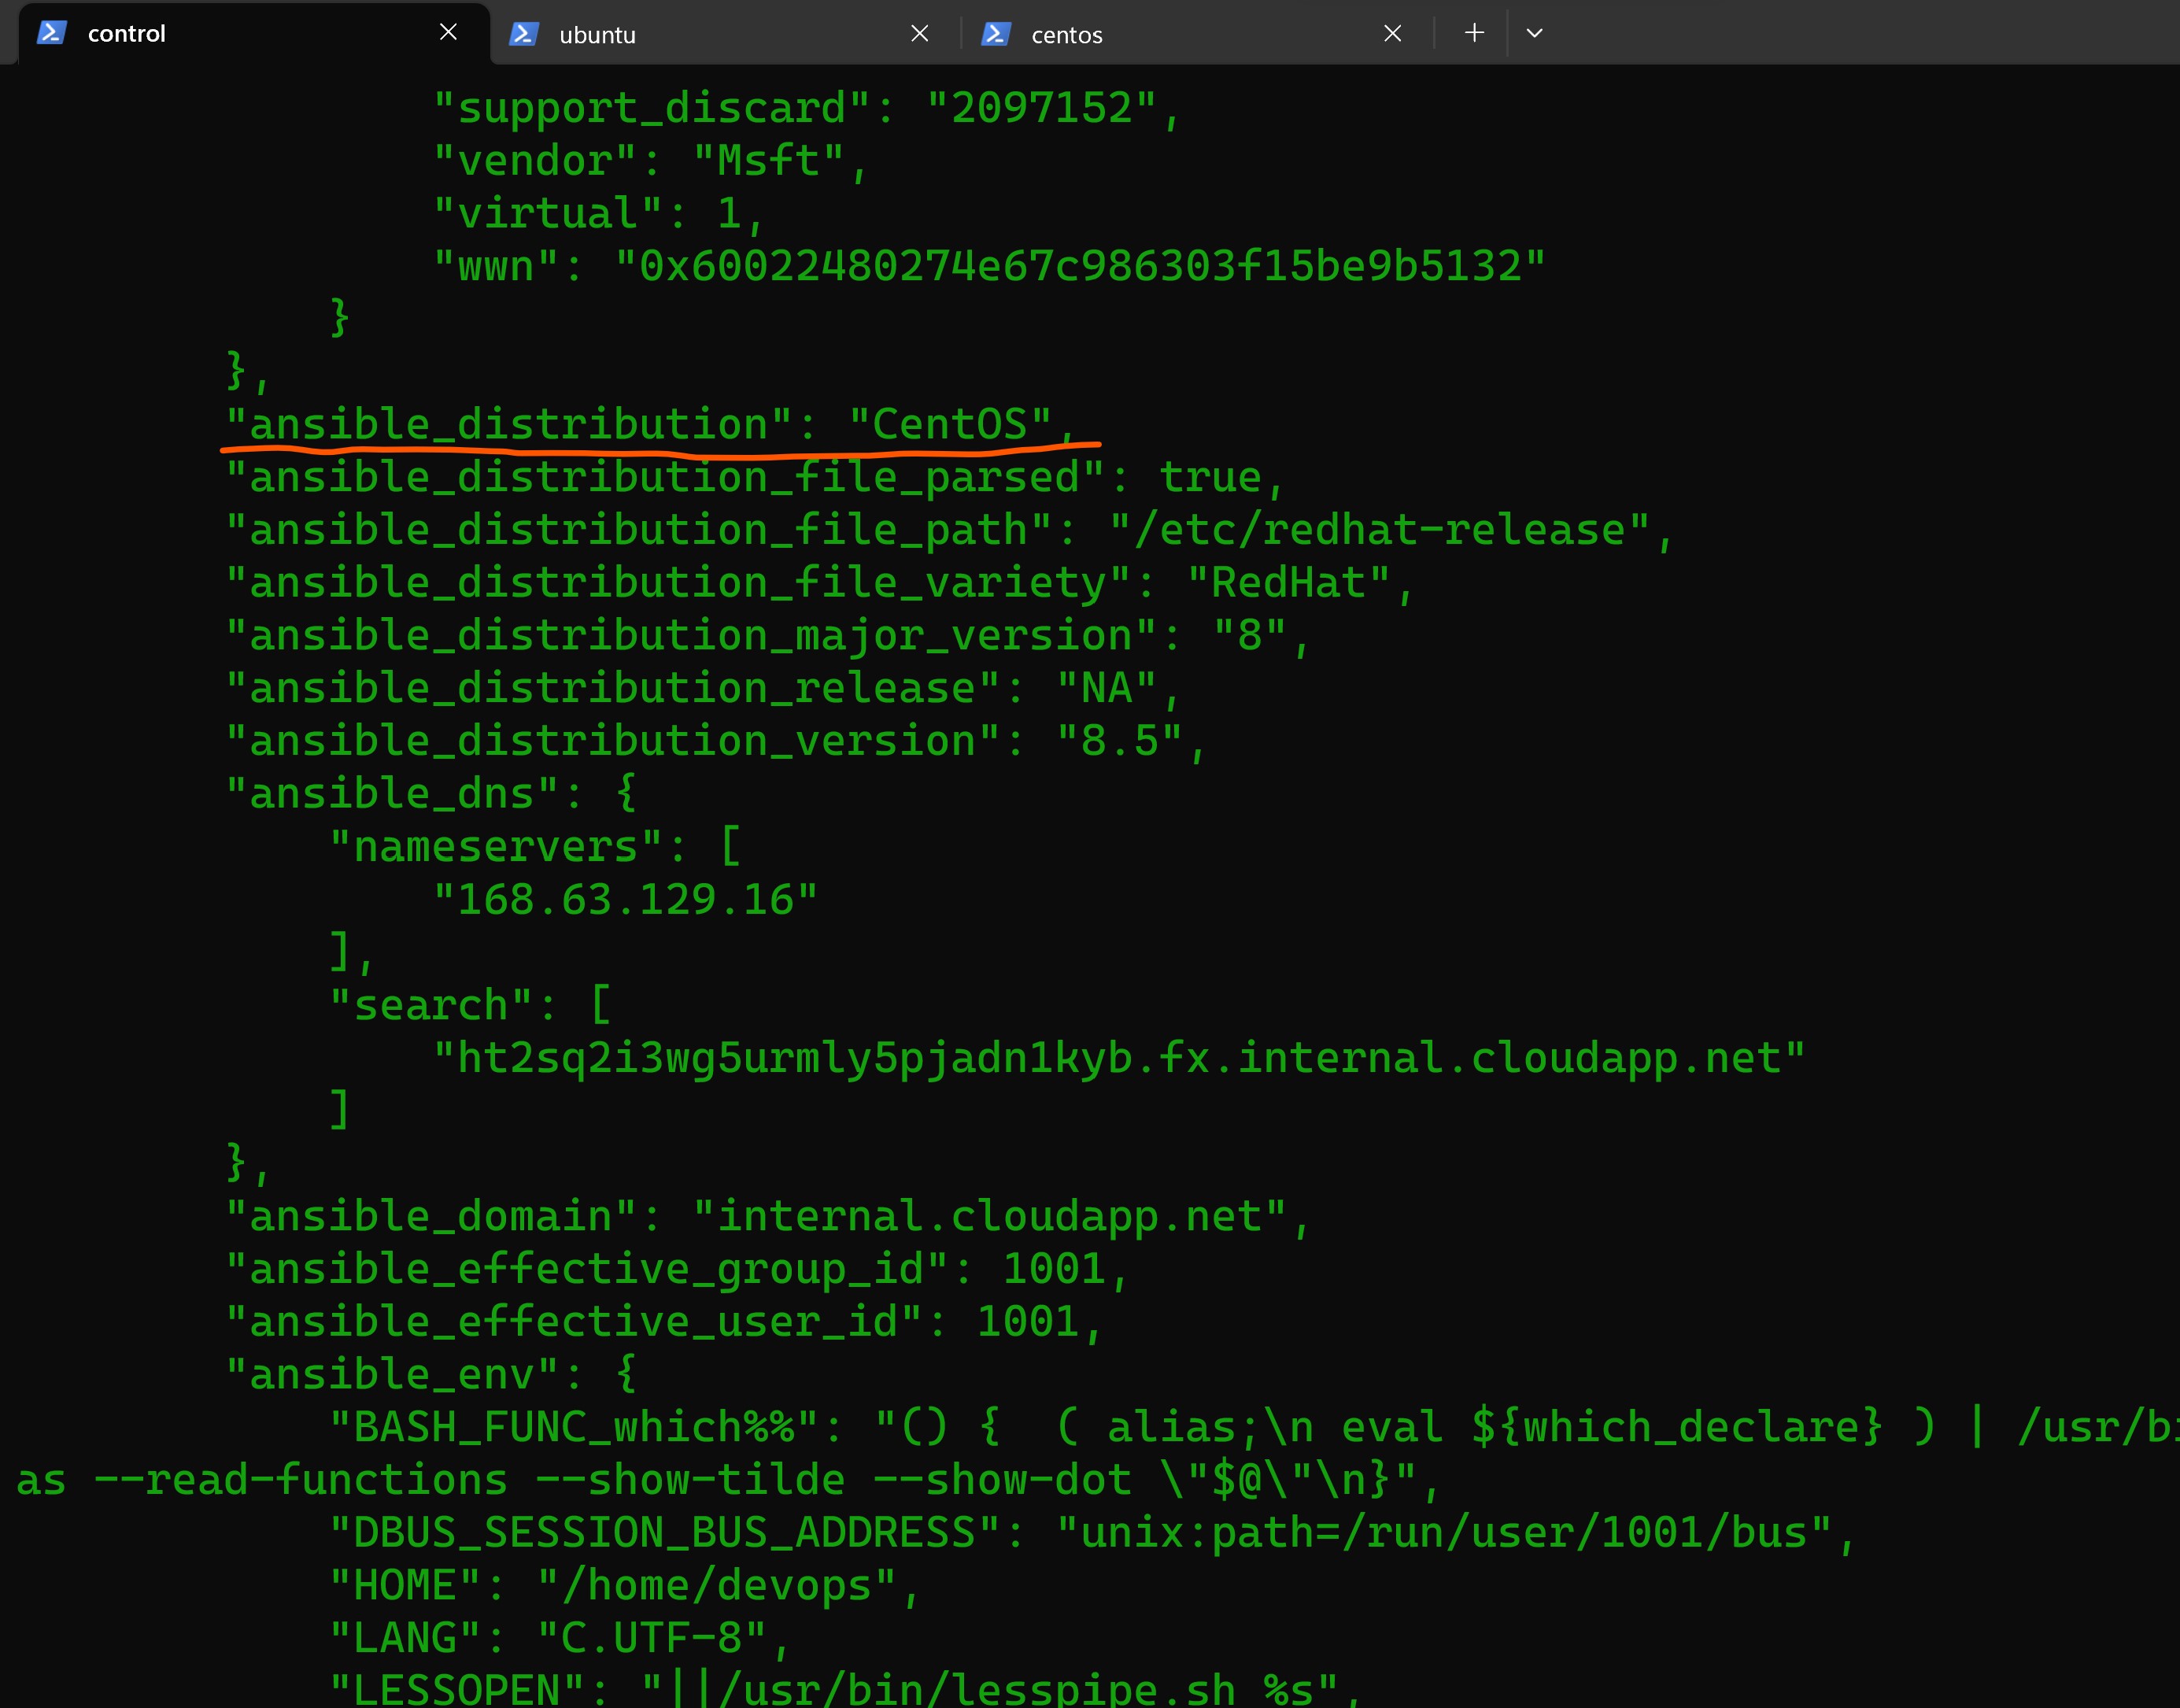 control
ubuntu
centos
"support_discard": "2097152",
"vendor": "Msft",
"virtual": 1,
"wwn": "0x60022480274e67c986303f15be9b5132"
}
},
"ansible_distribution": "CentOS",
"ansible_distribution_file_parsed": true,
"ansible_distribution_file_path": "/etc/redhat-release",
"ansible_distribution_file_variety": "RedHat",
"ansible_distribution_major_version": "8",
"ansible_distribution_release": "NA",
"ansible_distribution_version": "8.5",
"ansible_dns": {
"nameservers": [
"168.63.129.16"
],
"search": [
"ht2sq2i3wg5urmly5pjadn1kyb.fx.internal.cloudapp.net"
]
},
"ansible_domain": "internal.cloudapp.net",
"ansible_effective_group_id": 1001,
"ansible_effective_user_id": 1001,
"ansible_env": {
"BASH_FUNC_which%%": "() {  ( alias;\n eval ${which_declare} ) | /usr/bi
as --read-functions --show-tilde --show-dot \"$@\"\n}",
"DBUS_SESSION_BUS_ADDRESS": "unix:path=/run/user/1001/bus",
"HOME": "/home/devops",
"LANG": "C.UTF-8",
"LESSOPEN": "||/usr/bin/lesspipe.sh %s",